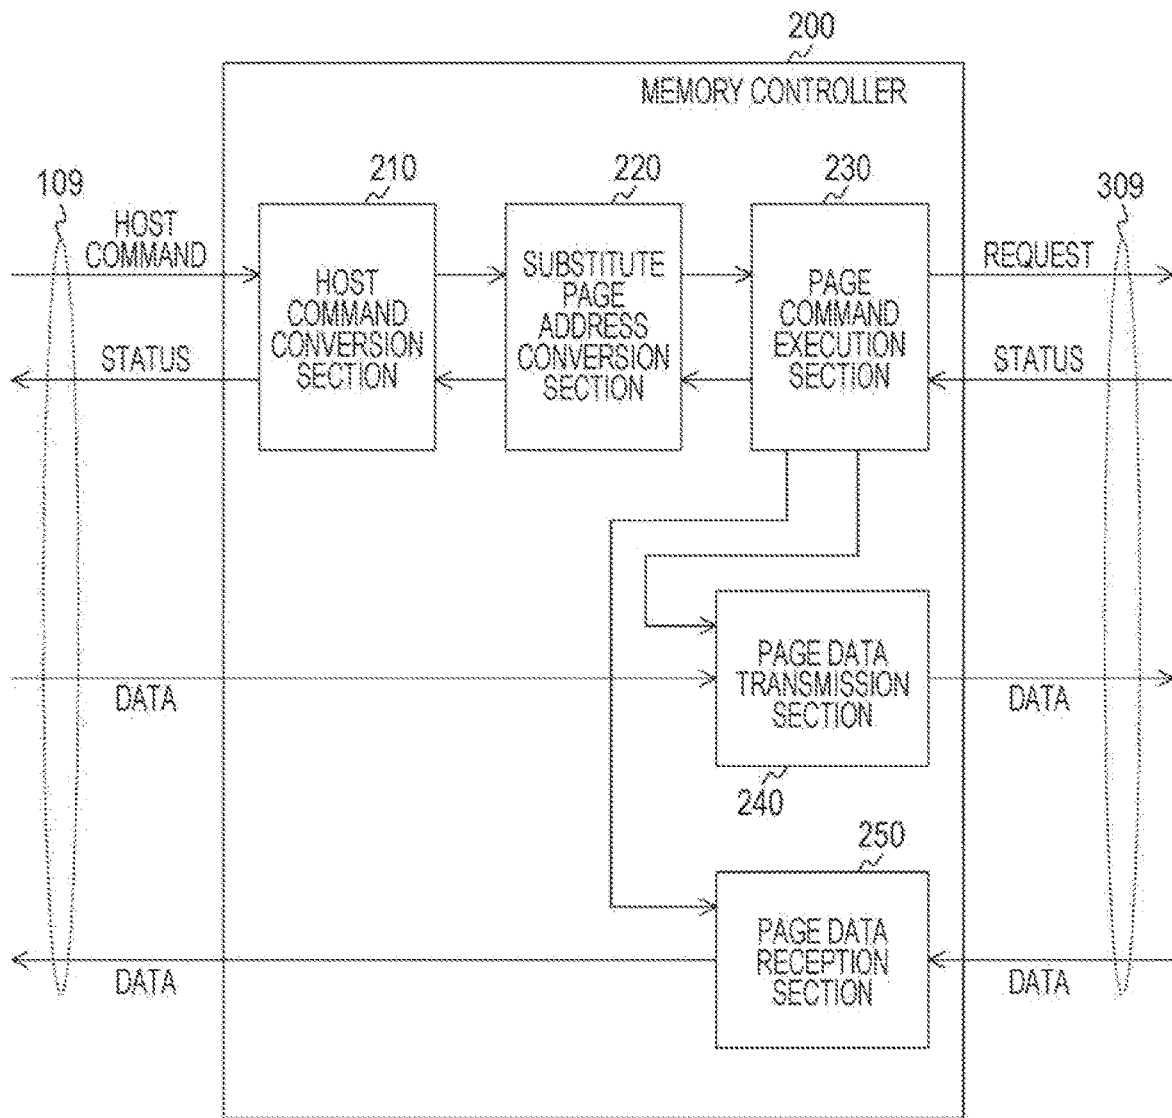 200
MEMORY CONTROLLER
109
210
220
230
309
HOST
COMMAND
HOST
COMMAND
CONVERSION
SECTION
SUBSTITUTE
PAGE
ADDRESS
CONVERSION
SECTION
PAGE
COMMAND
EXECUTION
SECTION
REQUEST
STATUS
STATUS
PAGE DATA
TRANSMISSION
SECTION
DATA
DATA
240
250
PAGE DATA
RECEPTION
SECTION
DATA
DATA